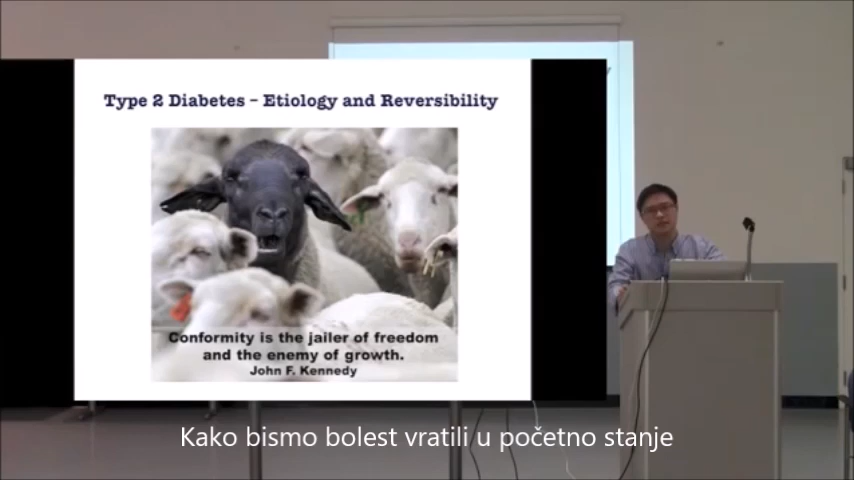 Type 2 Diabetes – Etiology and Reversibility
Conformity is the jailer of freedom
and the enemy of growth.
John F. Kennedy
Kako bismo bolest vratili u početno stanje